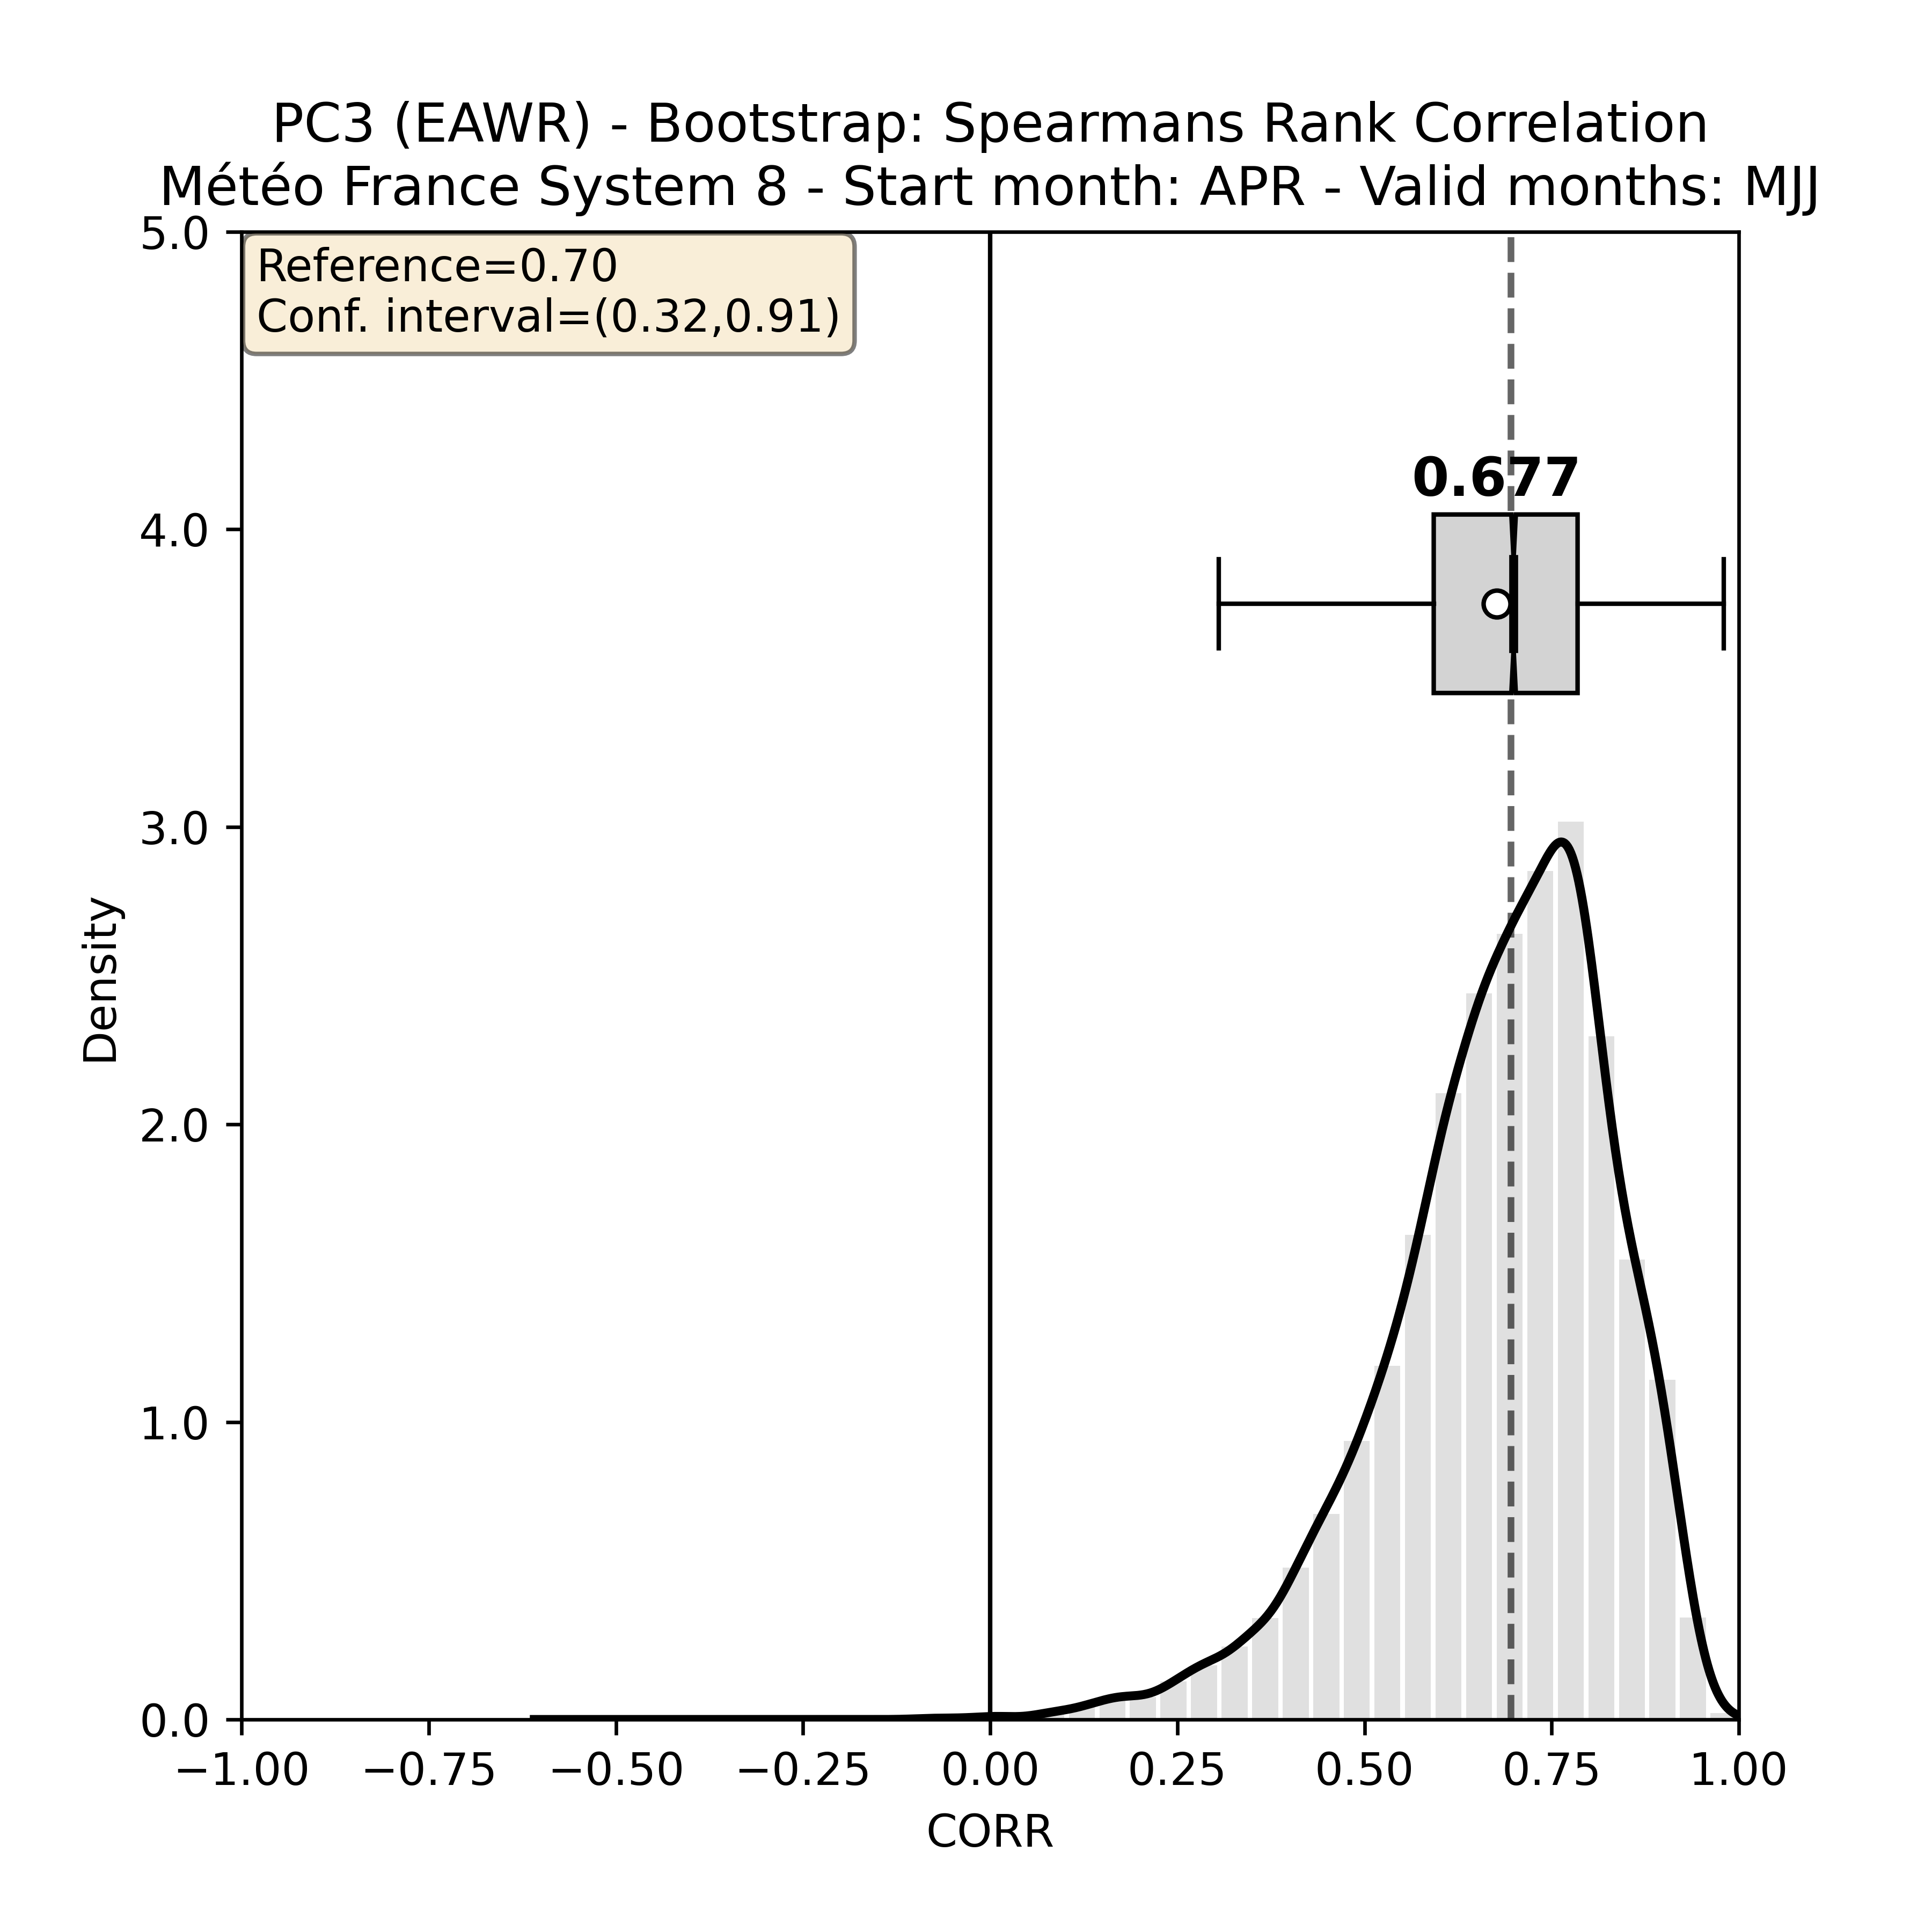 PC3 (EAWR) - Bootstrap: Spearmans Rank Correlation
Météo France System 8 - Start month: APR - Valid months: MJJ
Reference=0.70
Conf. interval=(0.32,0.91)
0.677
5.0
4.0
3.0
2.0
1.0
0.0
Density
−1.00 −0.75 −0.50 −0.25 0.00 0.25 0.50 0.75 1.00
CORR